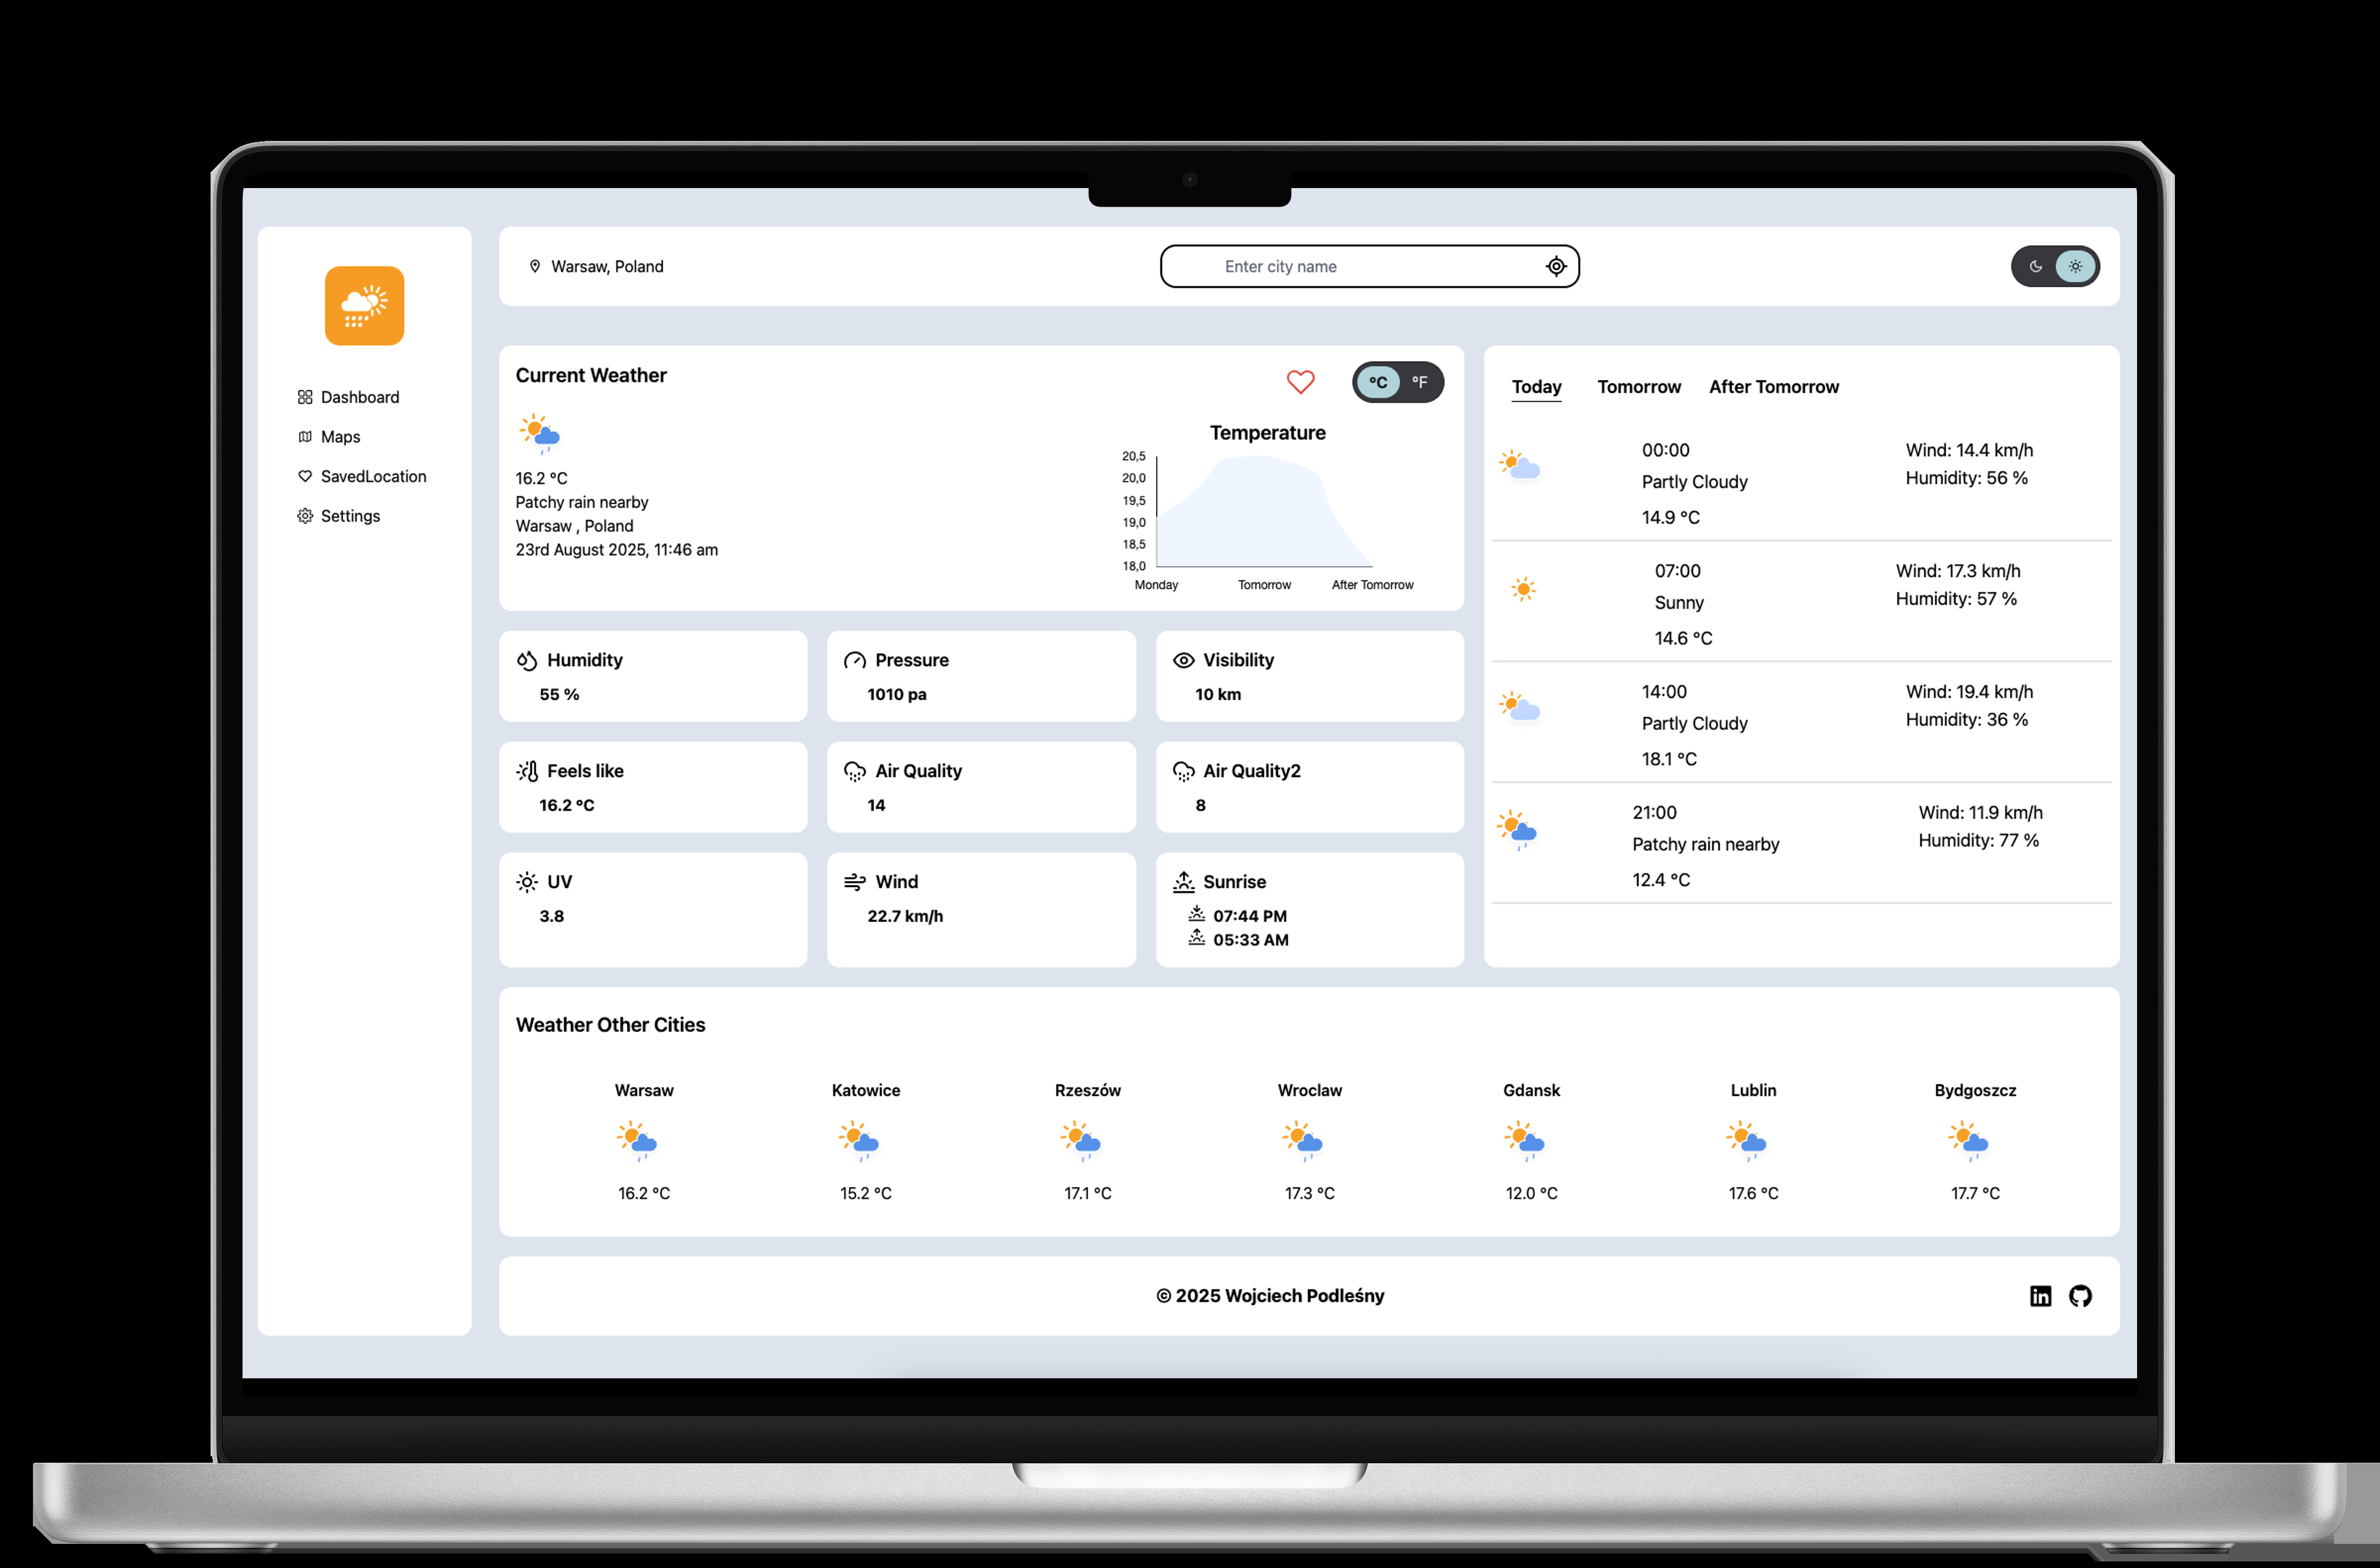 Dashboard
Maps
SavedLocation
Settings
Warsaw, Poland
Enter city name
Current Weather
°C °F
16.2 °C
Patchy rain nearby
Warsaw , Poland
23rd August 2025, 11:46 am
Temperature
20,5
20,0
19,5
19,0
18,5
18,0
Monday Tomorrow After Tomorrow
Humidity
55 %
Pressure
1010 pa
Visibility
10 km
Feels like
16.2 °C
Air Quality
14
Air Quality2
8
UV
3.8
Wind
22.7 km/h
Sunrise
07:44 PM
05:33 AM
Today Tomorrow After Tomorrow
00:00
Partly Cloudy
14.9 °C
Wind: 14.4 km/h
Humidity: 56 %
07:00
Sunny
14.6 °C
Wind: 17.3 km/h
Humidity: 57 %
14:00
Partly Cloudy
18.1 °C
Wind: 19.4 km/h
Humidity: 36 %
21:00
Patchy rain nearby
12.4 °C
Wind: 11.9 km/h
Humidity: 77 %
Weather Other Cities
Warsaw
16.2 °C
Katowice
15.2 °C
Rzeszów
17.1 °C
Wroclaw
17.3 °C
Gdansk
12.0 °C
Lublin
17.6 °C
Bydgoszcz
17.7 °C
© 2025 Wojciech Podleśny
in